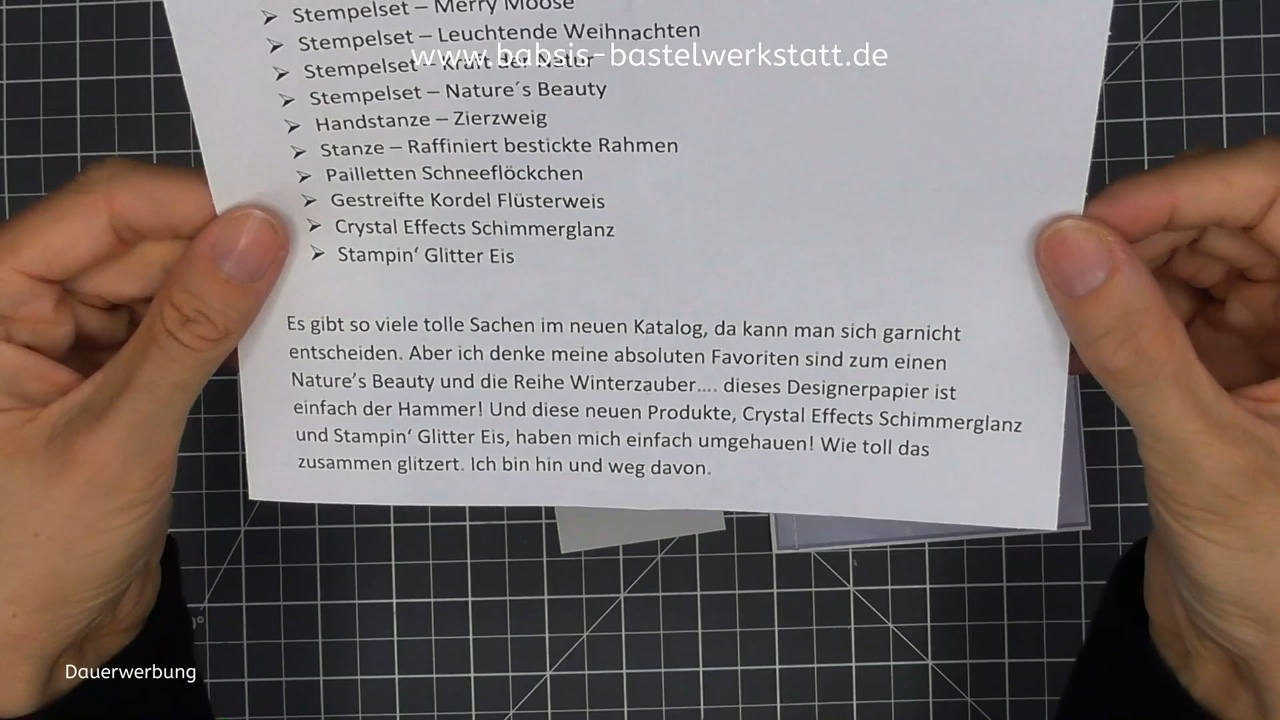 ➢ Stempelset – Merry Moose
➢ Stempelset – Leuchtende Weihnachten
www.babsis-bastelwerkstatt.de
➢ Stempelset – Kraft der Natur
➢ Stempelset – Nature´s Beauty
➢ Handstanze – Zierzweig
➢ Stanze – Raffiniert bestickte Rahmen
➢ Pailletten Schneeflöckchen
➢ Gestreifte Kordel Flüsterweis
➢ Crystal Effects Schimmerglanz
➢ Stampin‘ Glitter Eis
Es gibt so viele tolle Sachen im neuen Katalog, da kann man sich garnicht
entscheiden. Aber ich denke meine absoluten Favoriten sind zum einen
Nature’s Beauty und die Reihe Winterzauber.... dieses Designerpapier ist
einfach der Hammer! Und diese neuen Produkte, Crystal Effects Schimmerglanz
und Stampin‘ Glitter Eis, haben mich einfach umgehauen! Wie toll das
zusammen glitzert. Ich bin hin und weg davon.
Dauerwerbung